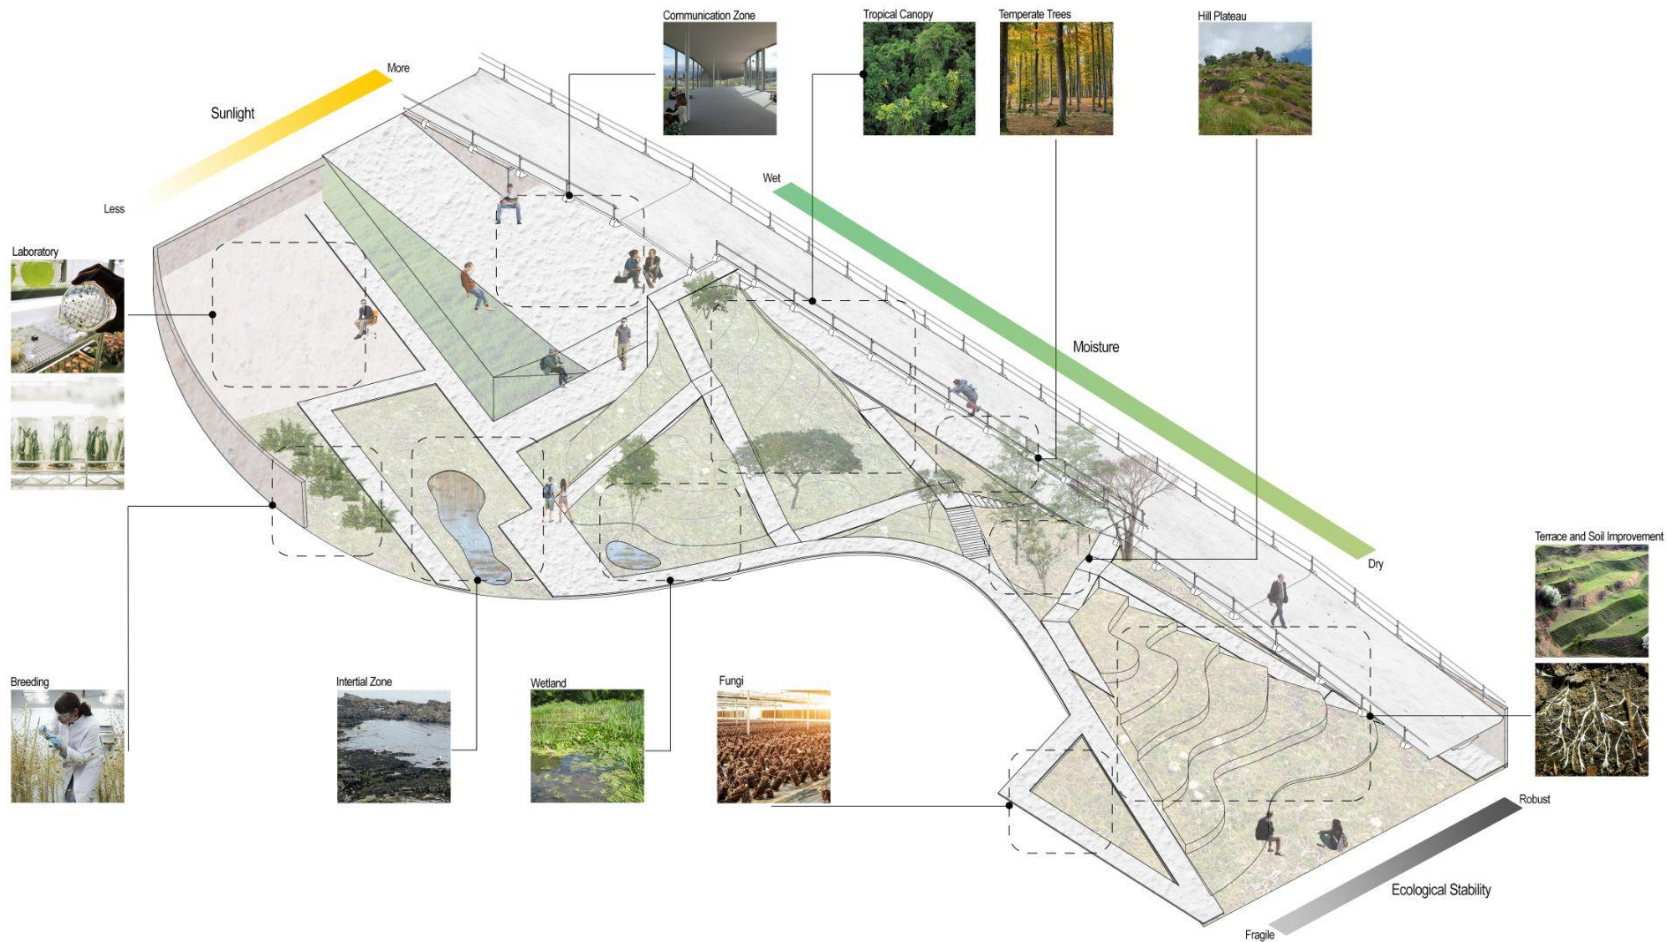 Communication Zone
Tropical Canopy
Temperate Trees
Hill Plateau
More
Sunlight
Less
Wet
Moisture
Dry
Laboratory
Terrace and Soil Improvement
Breeding
Intertial Zone
Wetland
Fungi
Robust
Ecological Stability
Fragile